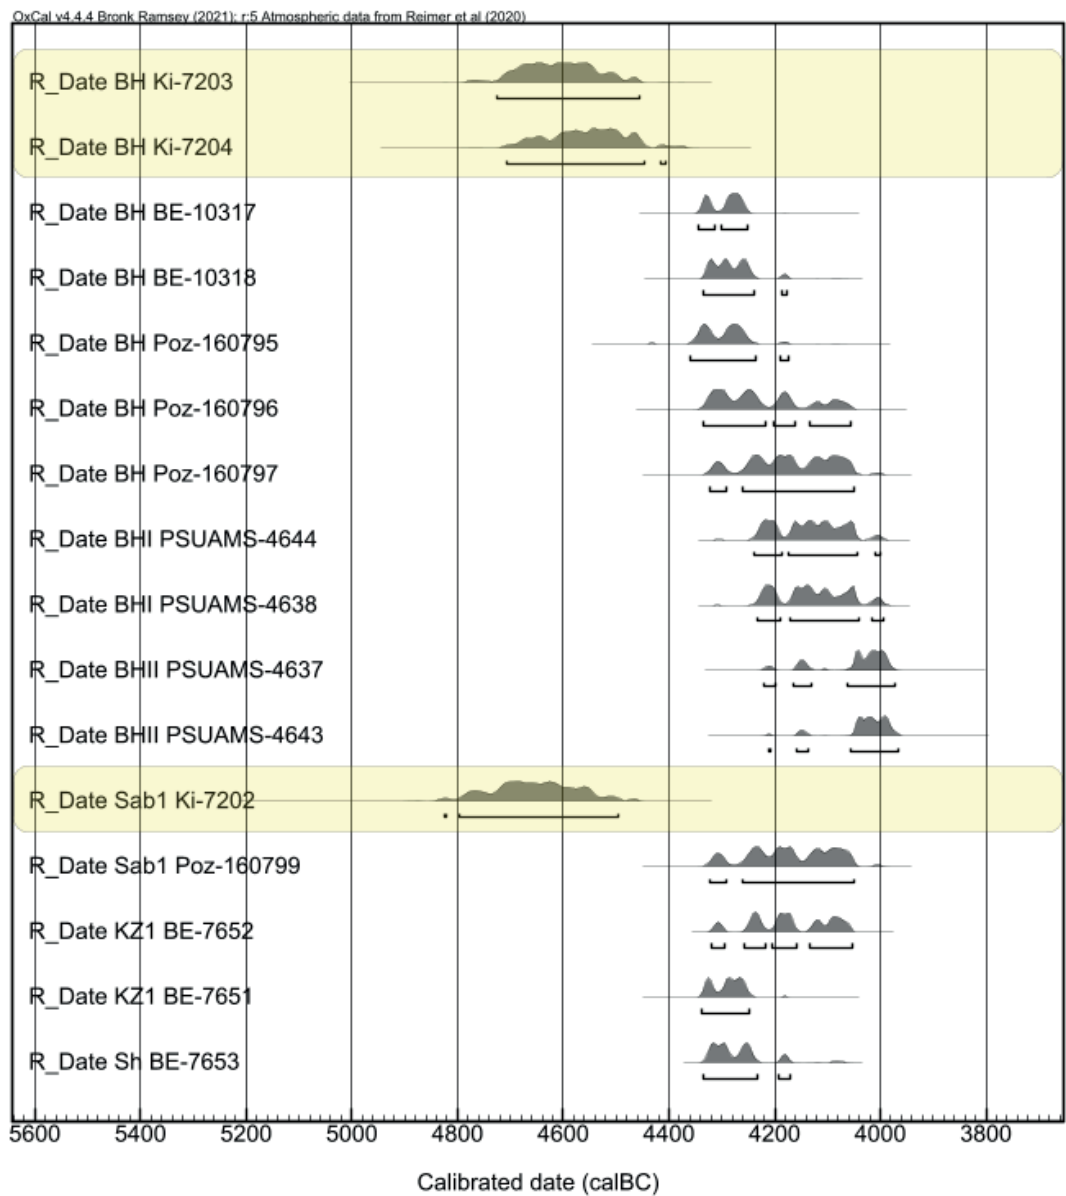 OxCal v4.4.4 Bronk Ramsey (2021); r:5 Atmospheric data from Reimer et al (2020)
R_Date BH Ki-7203
R_Date BH Ki-7204
R_Date BH BE-10317
R_Date BH BE-10318
R_Date BH Poz-160795
R_Date BH Poz-160796
R_Date BH Poz-160797
R_Date BHI PSUAMS-4644
R_Date BHI PSUAMS-4638
R_Date BHII PSUAMS-4637
R_Date BHII PSUAMS-4643
R_Date Sab1 Ki-7202
R_Date Sab1 Poz-160799
R_Date KZ1 BE-7652
R_Date KZ1 BE-7651
R_Date Sh BE-7653
5600 5400 5200 5000 4800 4600 4400 4200 4000 3800
Calibrated date (calBC)